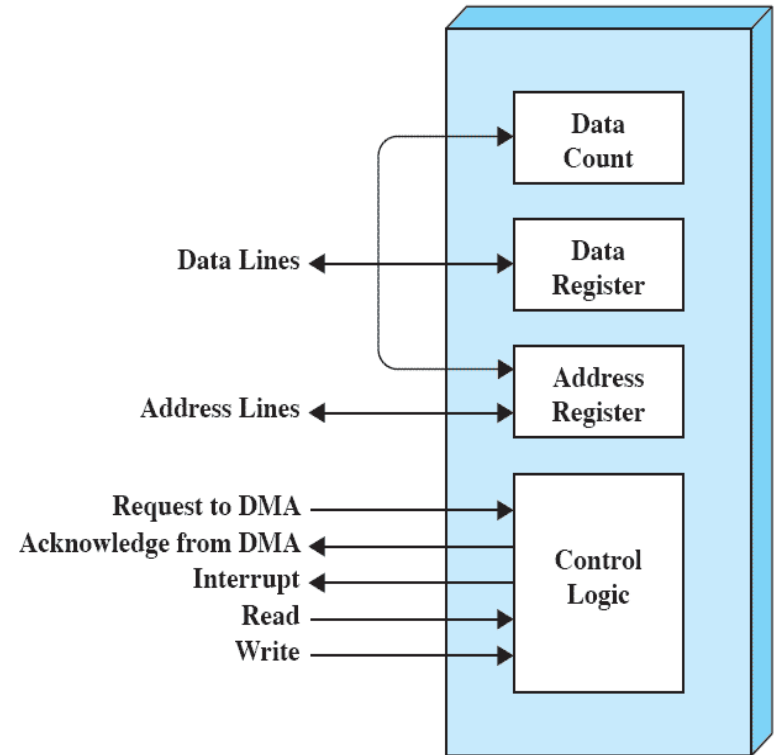 Data
Count
Data Lines
Data
Register
Address Lines
Address
Register
Request to DMA
Acknowledge from DMA
Interrupt
Read
Write
Control
Logic